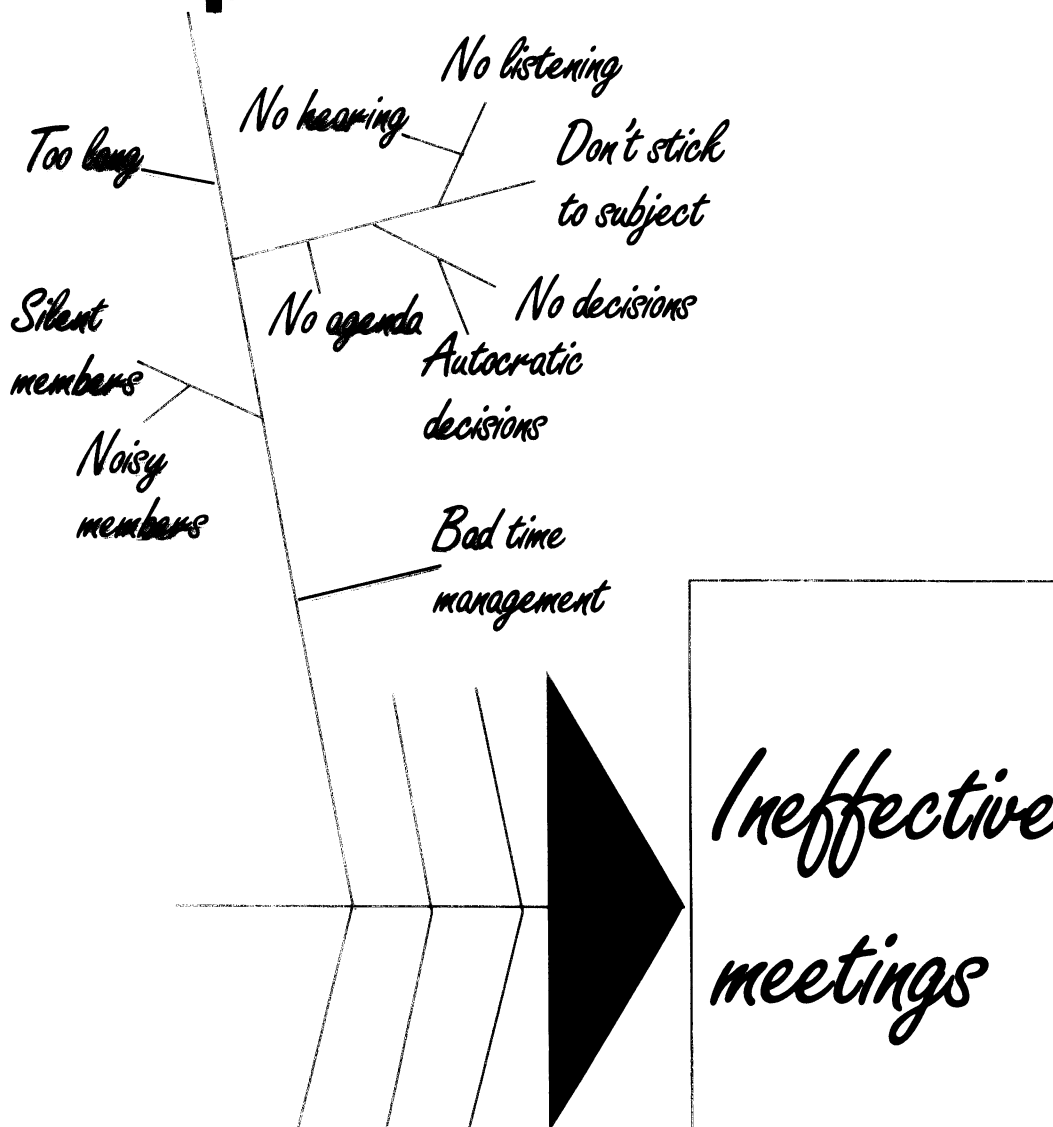 No listening
No hearing
Don't stick
to subject
Too long
Silent
members
No agenda
No decisions
Autocratic
decisions
Noisy
members
Bad time
management
Ineffective
meetings